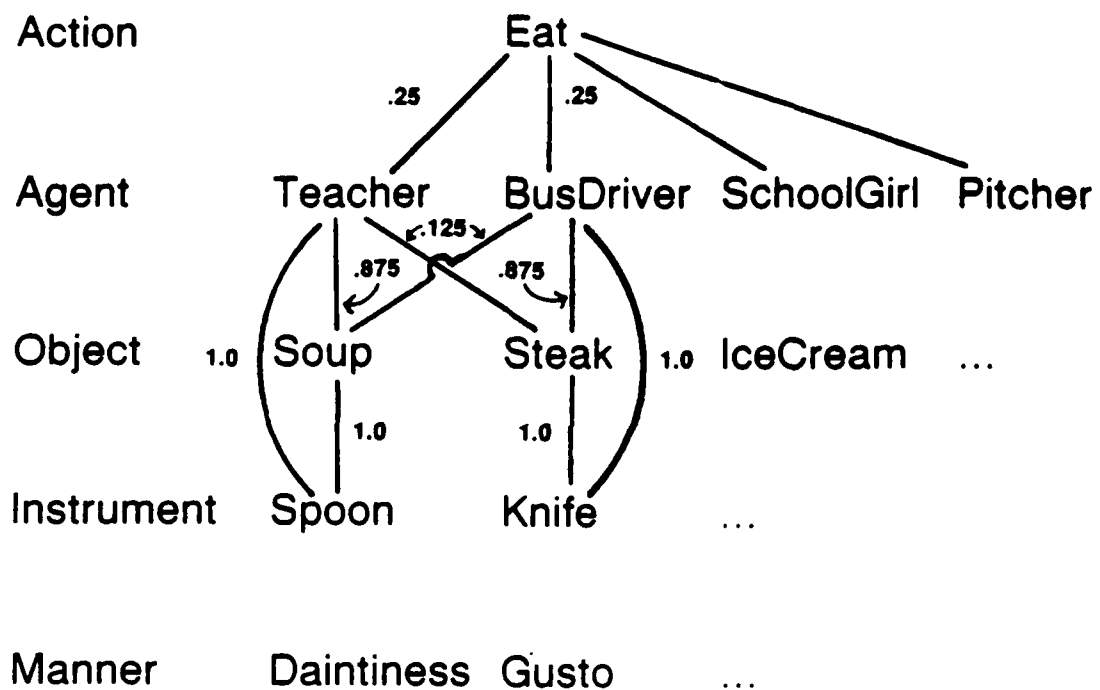 Action Eat
.25 .25
Agent Teacher BusDriver SchoolGirl Pitcher
.125
.875 .875
Object 1.0 Soup Steak 1.0 IceCream ...
1.0 1.0
Instrument Spoon Knife ...
Manner Daintiness Gusto ...